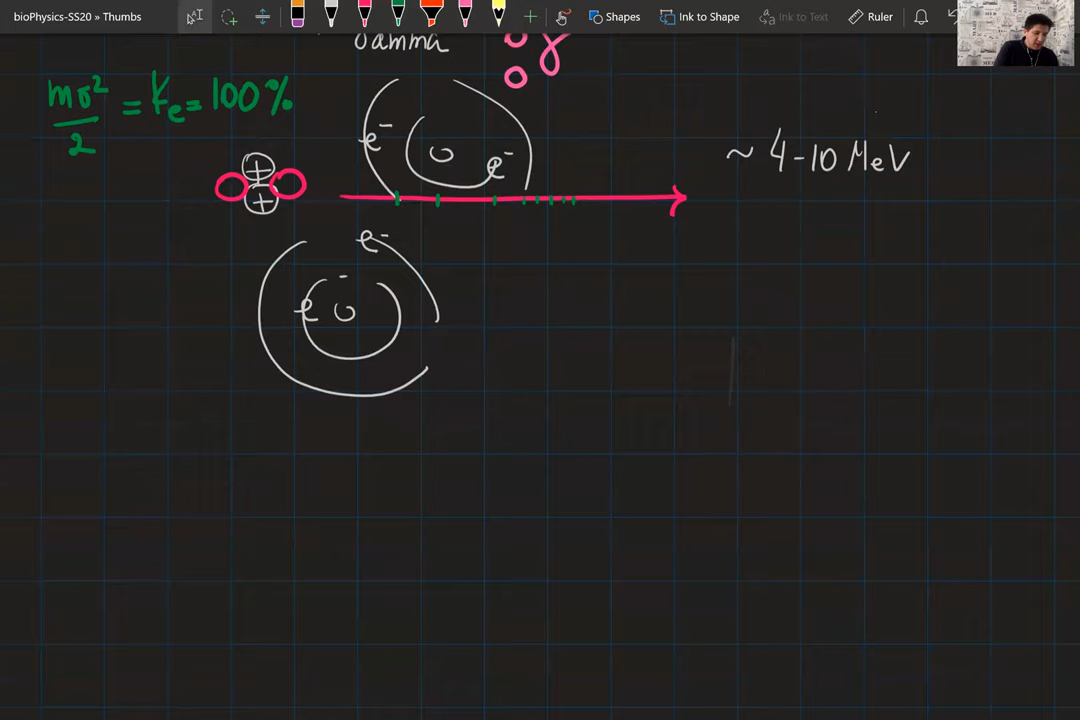 bioPhysics-SS20 » Thumbs
Shapes
Ink to Shape
Ink to Text
Ruler
Gamma
γ
mv²/2 = Ke = 100%
e⁻
e⁻
~ 4-10 MeV
+
+
e⁻
e⁻